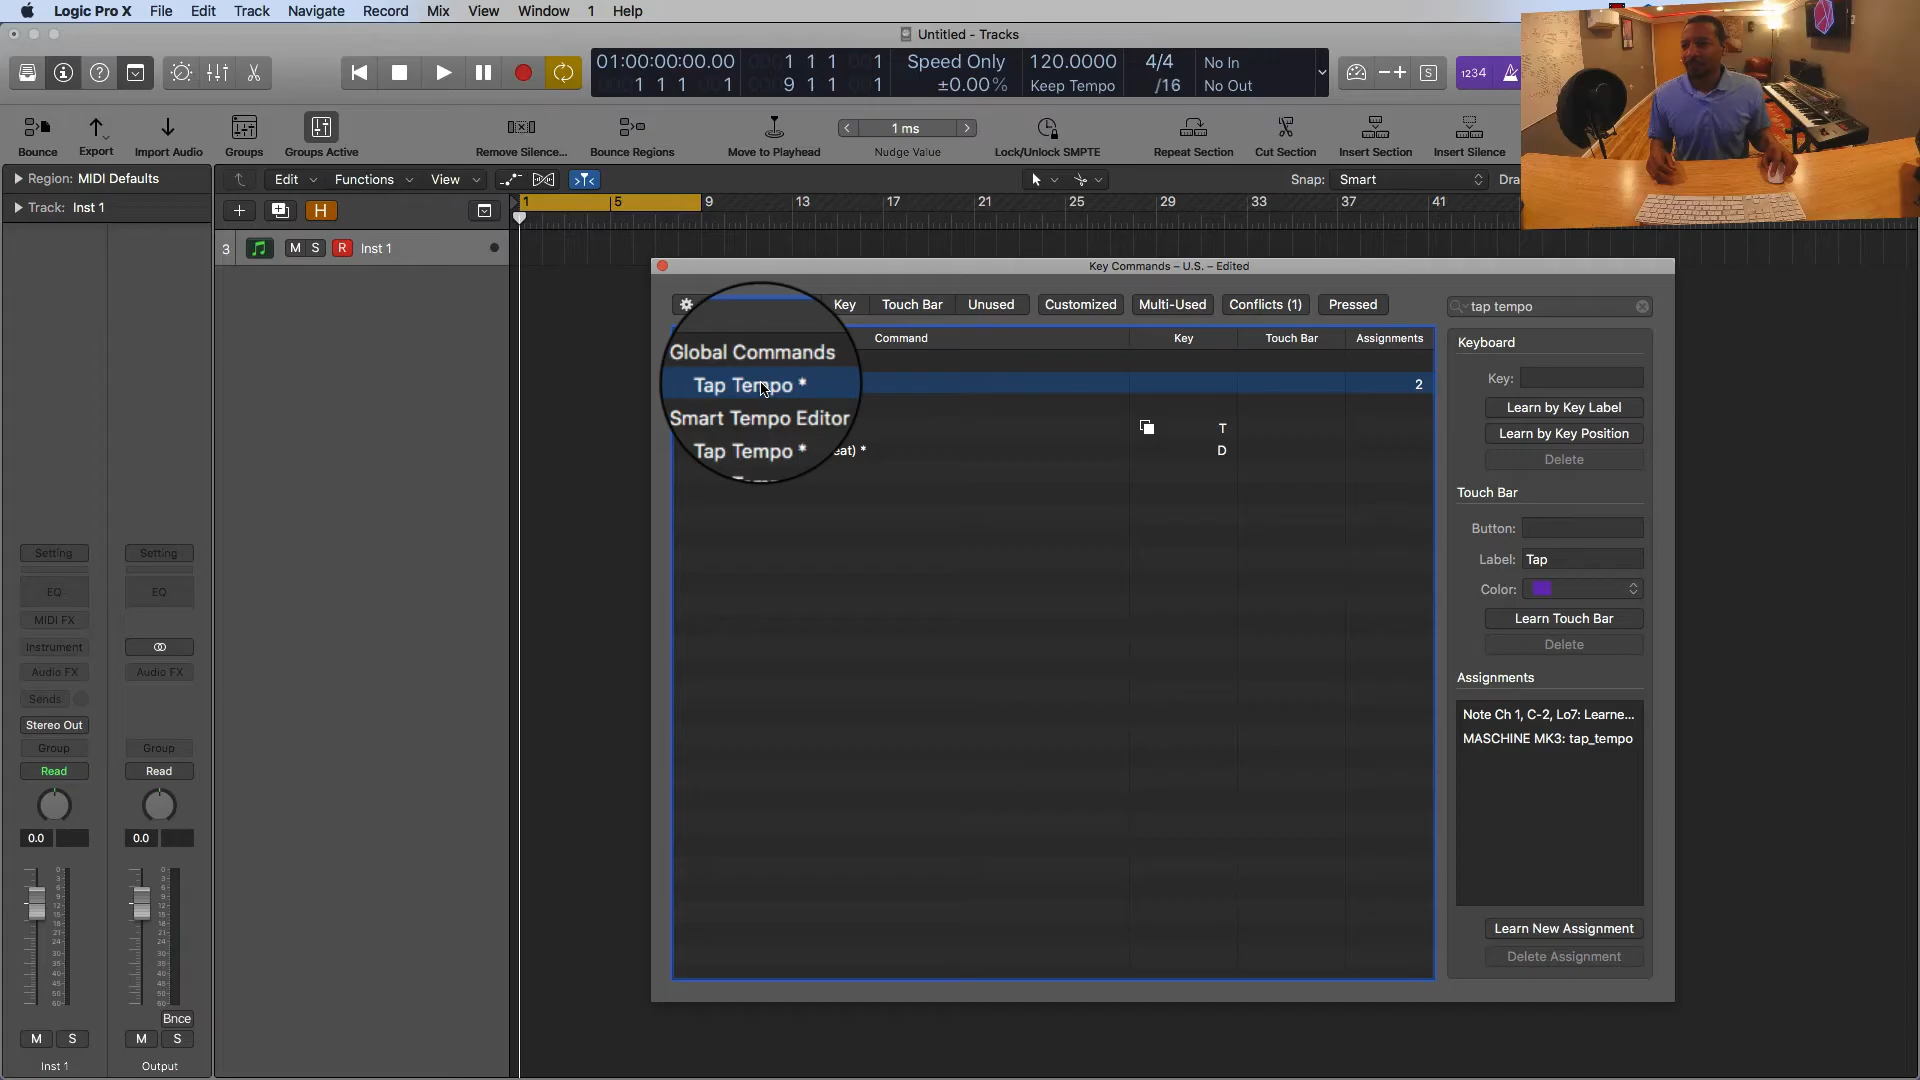 Logic Pro X File Edit Track Navigate Record Mix View Window 1 Help
Untitled - Tracks
01:00:00:00.00 1 1 1 001 Speed Only 120.0000 4/4 No In
1 1 1 1 9 1 1 1 ±0.00% Keep Tempo /16 No Out
S 1234
1 ms
Bounce Export Import Audio Groups Groups Active Remove Silence... Bounce Regions Move to Playhead Nudge Value Lock/Unlock SMPTE Repeat Section Cut Section Insert Section Insert Silence
Region: MIDI Defaults Edit Functions View Snap: Smart Dra
Track: Inst 1 H 1 5 9 13 17 21 25 29 33 37 41
3 M S R Inst 1
Key Commands – U.S. – Edited
Key Touch Bar Unused Customized Multi-Used Conflicts (1) Pressed tap tempo
Command Key Touch Bar Assignments
Global Commands
Tap Tempo * 2
Smart Tempo Editor T
Tap Tempo * eat) * D
Keyboard
Key:
Learn by Key Label
Learn by Key Position
Delete
Touch Bar
Button:
Label: Tap
Color:
Learn Touch Bar
Delete
Assignments
Note Ch 1, C-2, Lo7: Learne...
MASCHINE MK3: tap_tempo
Learn New Assignment
Delete Assignment
Setting Setting
EQ EQ
MIDI FX
Instrument
Audio FX Audio FX
Sends
Stereo Out
Group Group
Read Read
0.0 0.0
Bnce
M S M S
Inst 1 Output